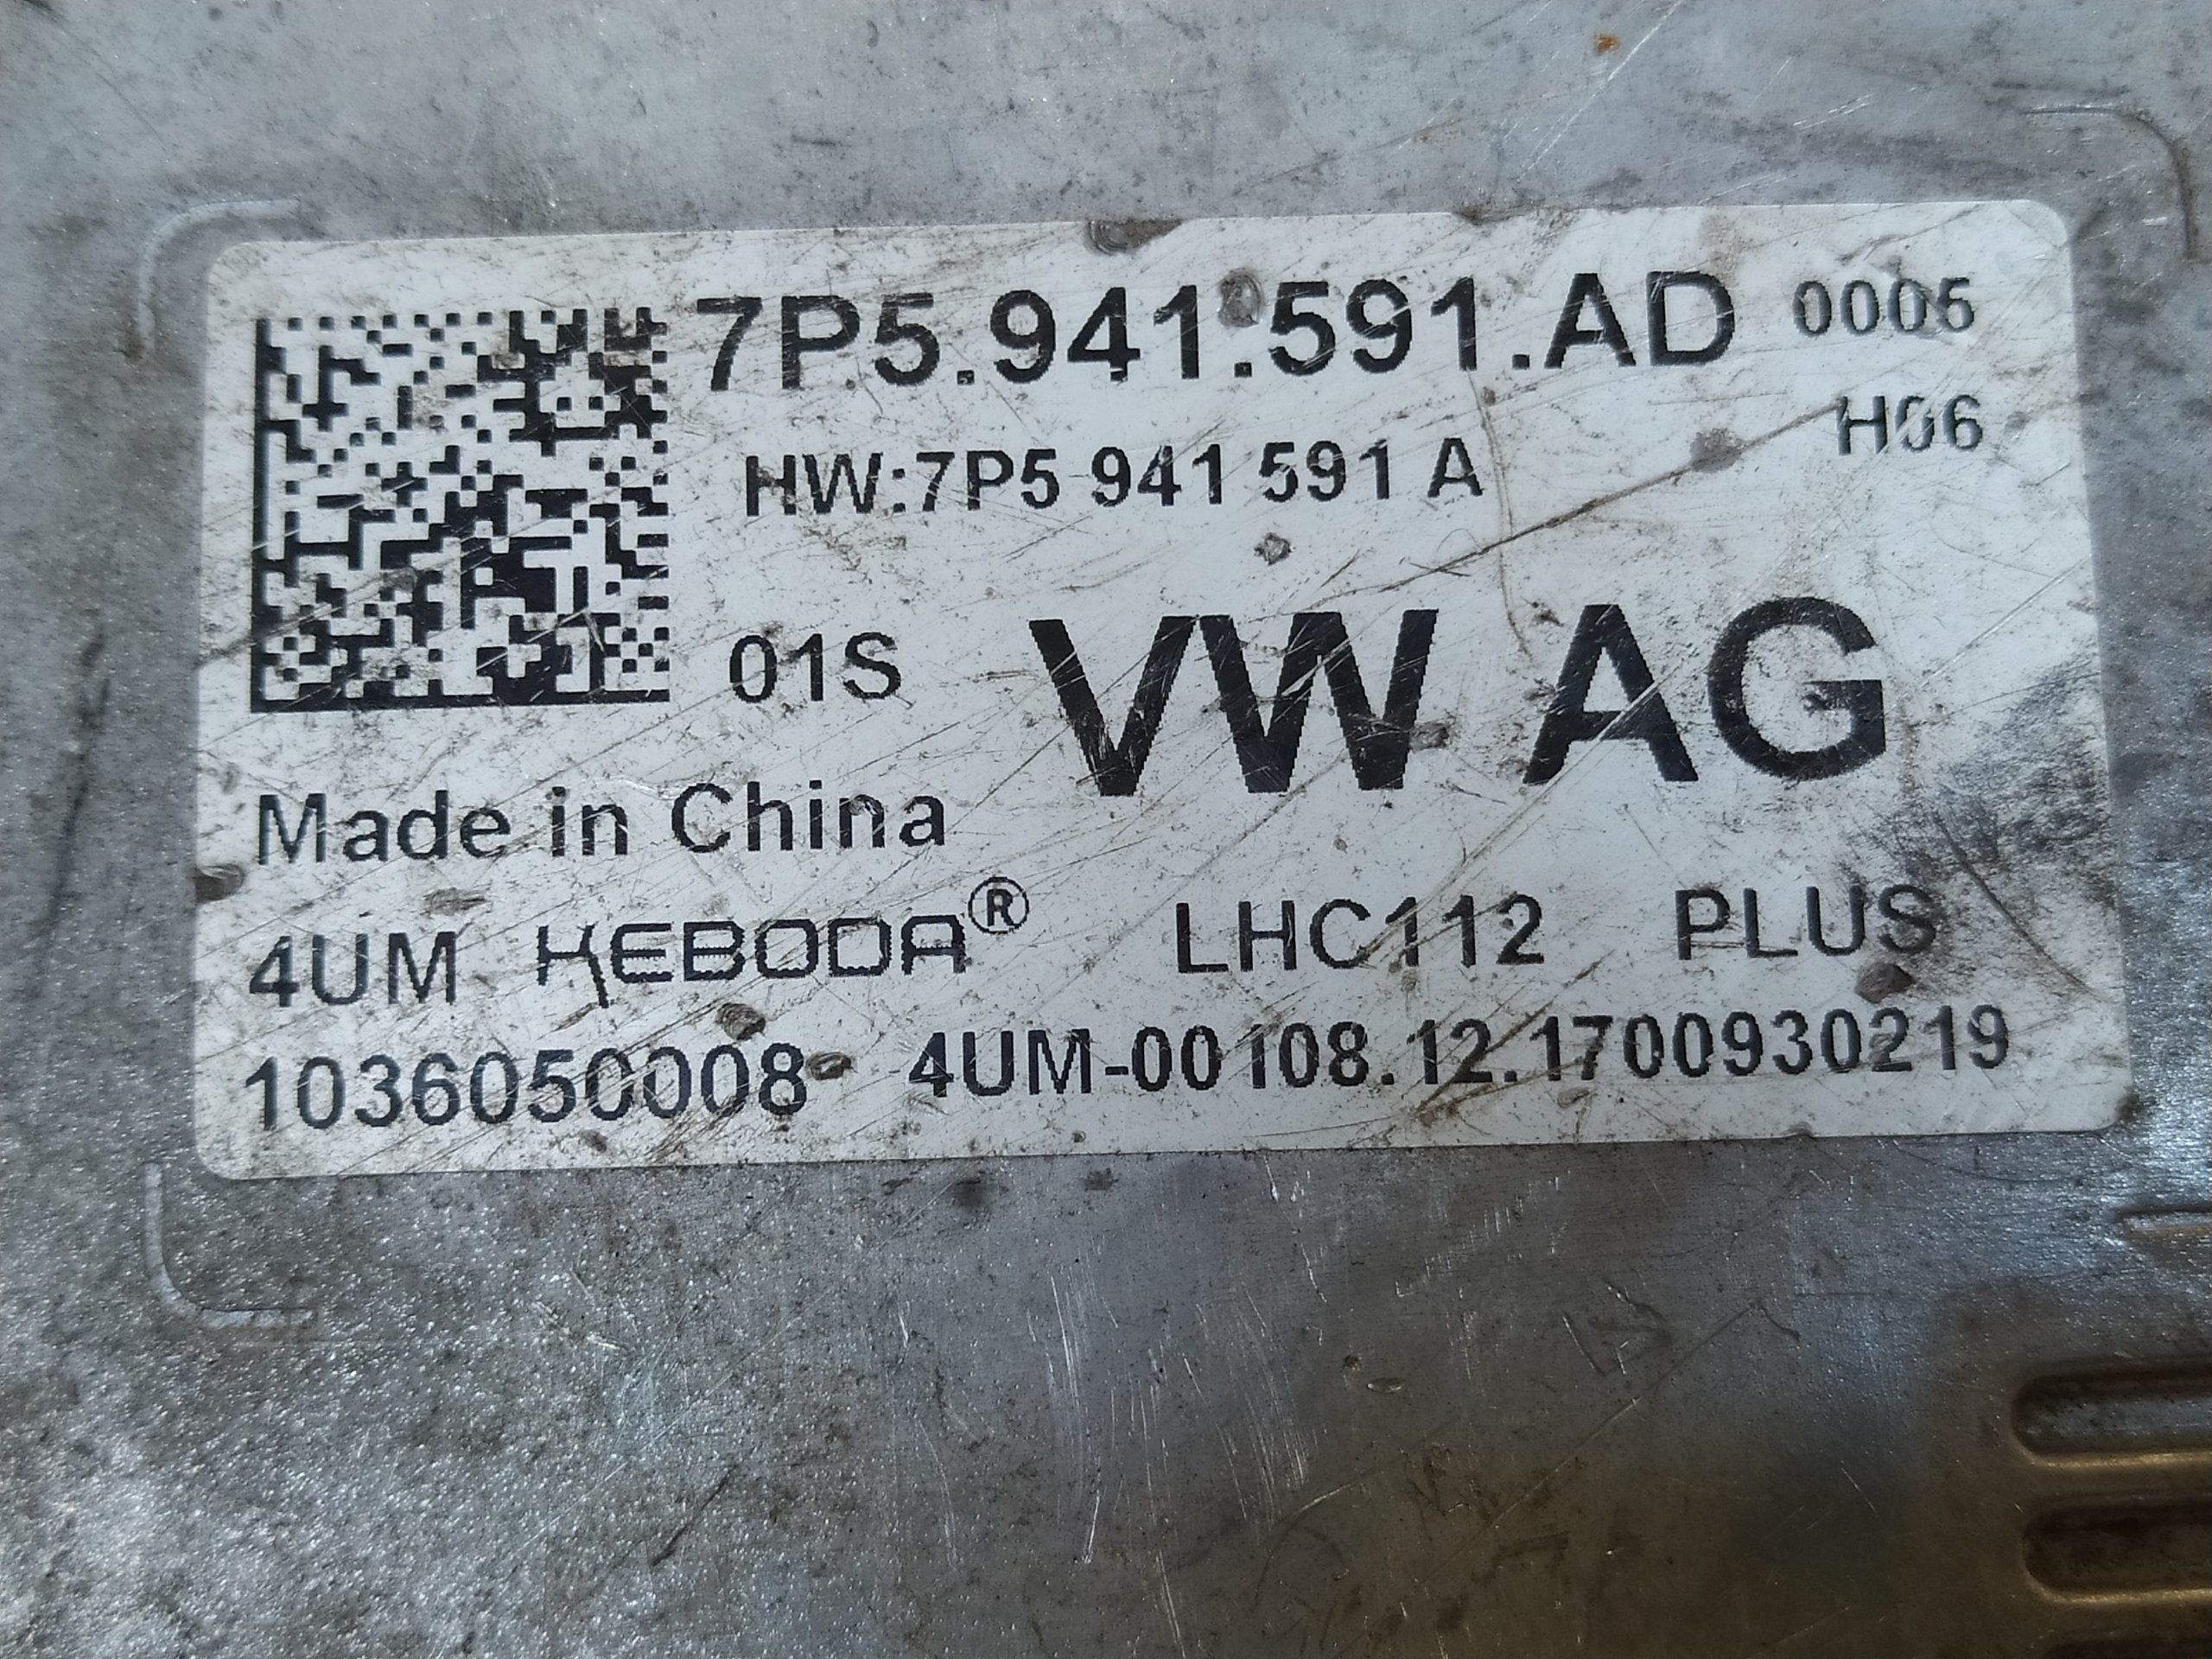 7P5.941.591.AD 0005
HW:7P5 941 591 A H06
01S VW AG
Made in China
4UM KEBODA® LHC112 PLUS
1036050008 4UM-00108.12.1700930219